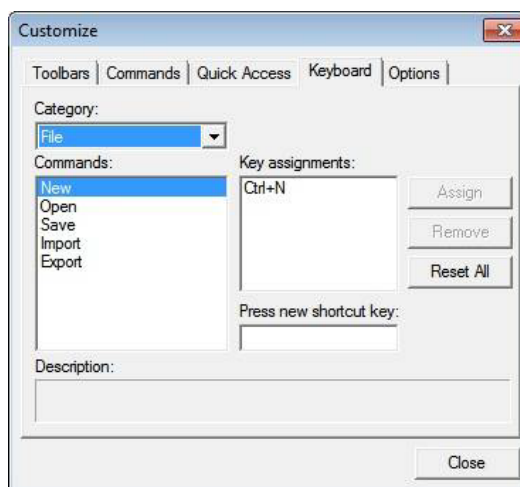 Customize
Toolbars Commands Quick Access Keyboard Options
Category:
File
Commands:
New
Open
Save
Import
Export
Key assignments:
Ctrl+N
Assign
Remove
Reset All
Press new shortcut key:
Description:
Close